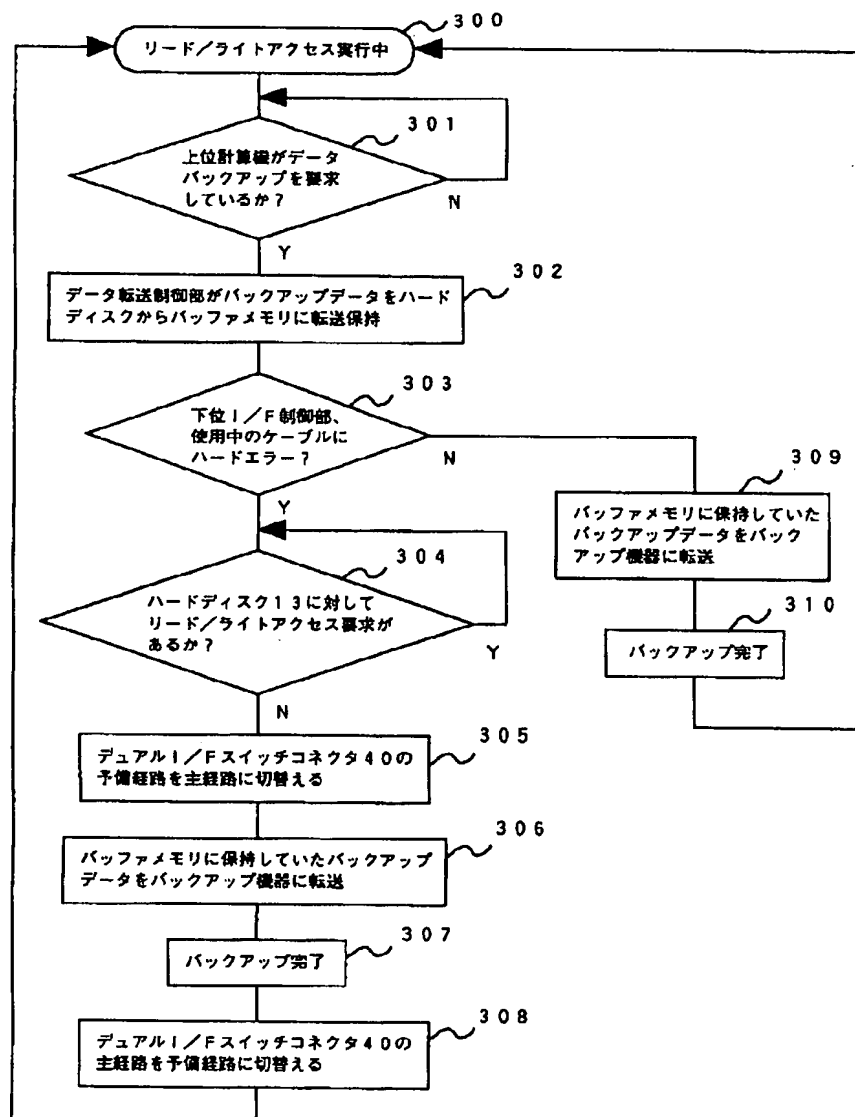 300
リード／ライトアクセス実行中
301
上位計算機がデータ
バックアップを要求
しているか？
N
Y
302
データ転送制御部がバックアップデータをハード
ディスクからバッファメモリに転送保持
303
下位I／F制御部、
使用中のケーブルに
ハードエラー？
N
Y
304
ハードディスク13に対して
リード／ライトアクセス要求が
あるか？
Y
N
305
デュアルI／Fスイッチコネクタ40の
予備経路を主経路に切替える
306
バッファメモリに保持していたバックアップ
データをバックアップ機器に転送
307
バックアップ完了
308
デュアルI／Fスイッチコネクタ40の
主経路を予備経路に切替える
309
バッファメモリに保持していた
バックアップデータをバック
アップ機器に転送
310
バックアップ完了